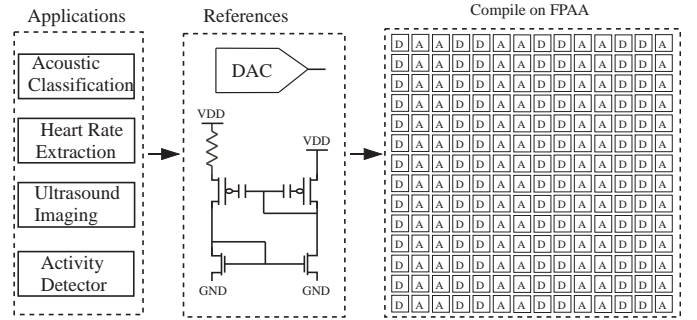 Applications
Acoustic
Classification
Heart Rate
Extraction
Ultrasound
Imaging
Activity
Detector
References
DAC
VDD
VDD
GND
GND
Compile on FPAA
D A A D D A A D D A A D D A
D A A D D A A D D A A D D A
D A A D D A A D D A A D D A
D A A D D A A D D A A D D A
D A A D D A A D D A A D D A
D A A D D A A D D A A D D A
D A A D D A A D D A A D D A
D A A D D A A D D A A D D A
D A A D D A A D D A A D D A
D A A D D A A D D A A D D A
D A A D D A A D D A A D D A
D A A D D A A D D A A D D A
D A A D D A A D D A A D D A
D A A D D A A D D A A D D A